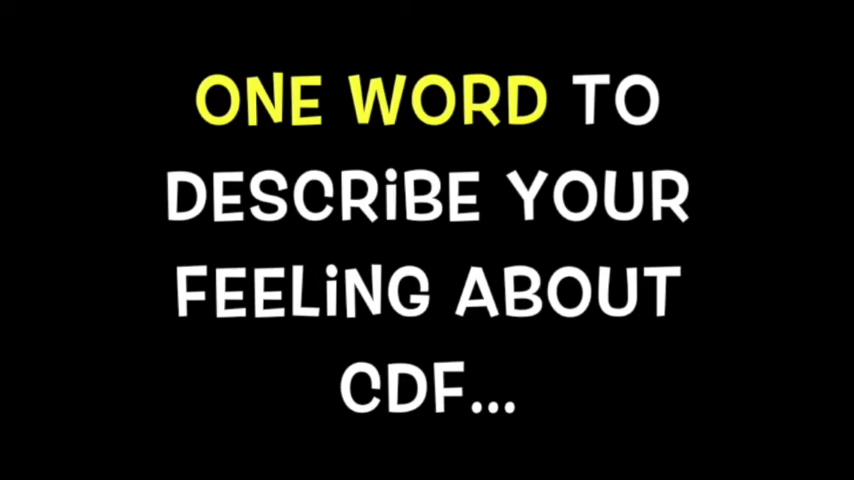 ONE WORD TO
DESCRiBE YOUR
FEELiNG ABOUT
CDF...